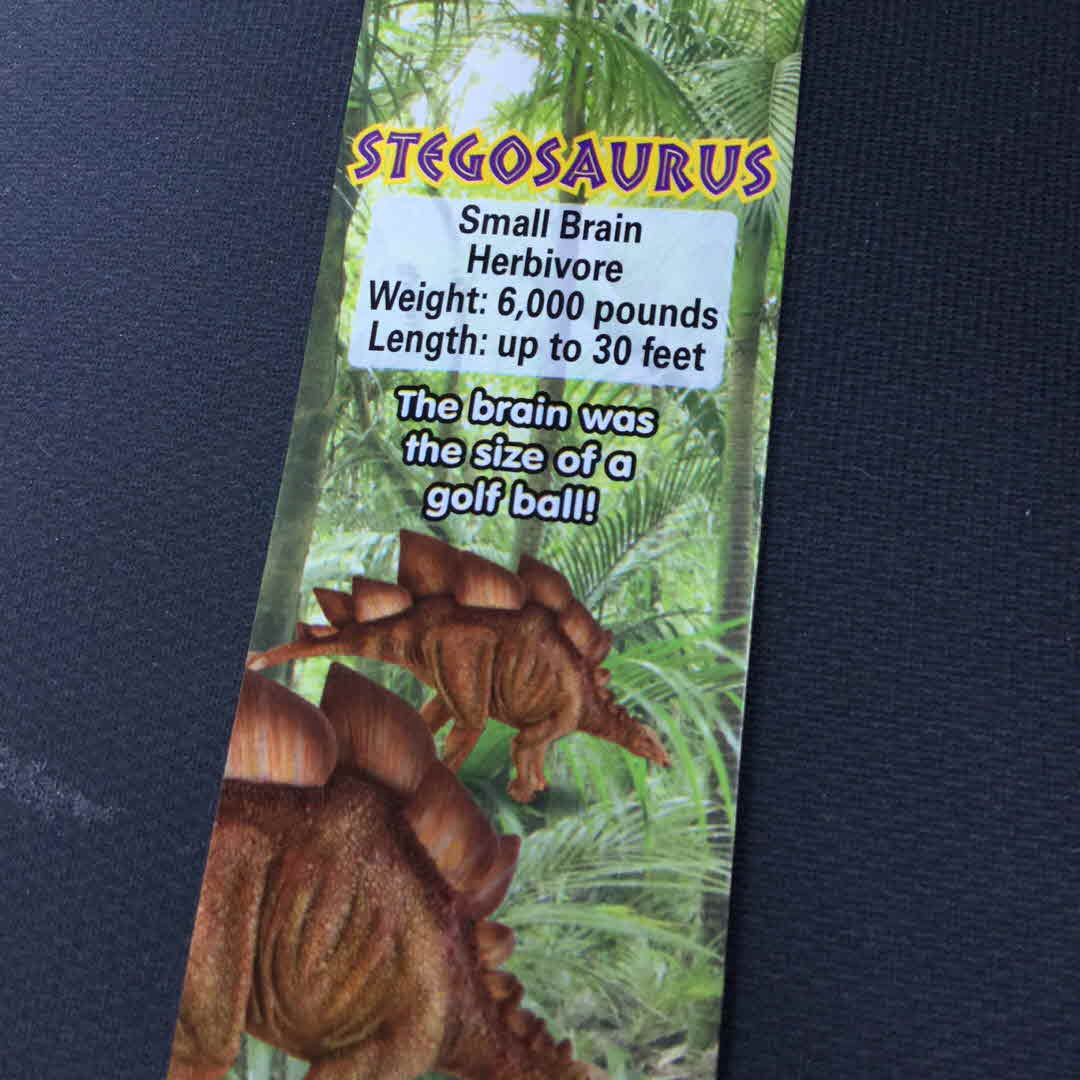 STEGOSAURUS
Small Brain
Herbivore
Weight: 6,000 pounds
Length: up to 30 feet
The brain was
the size of a
golf ball!